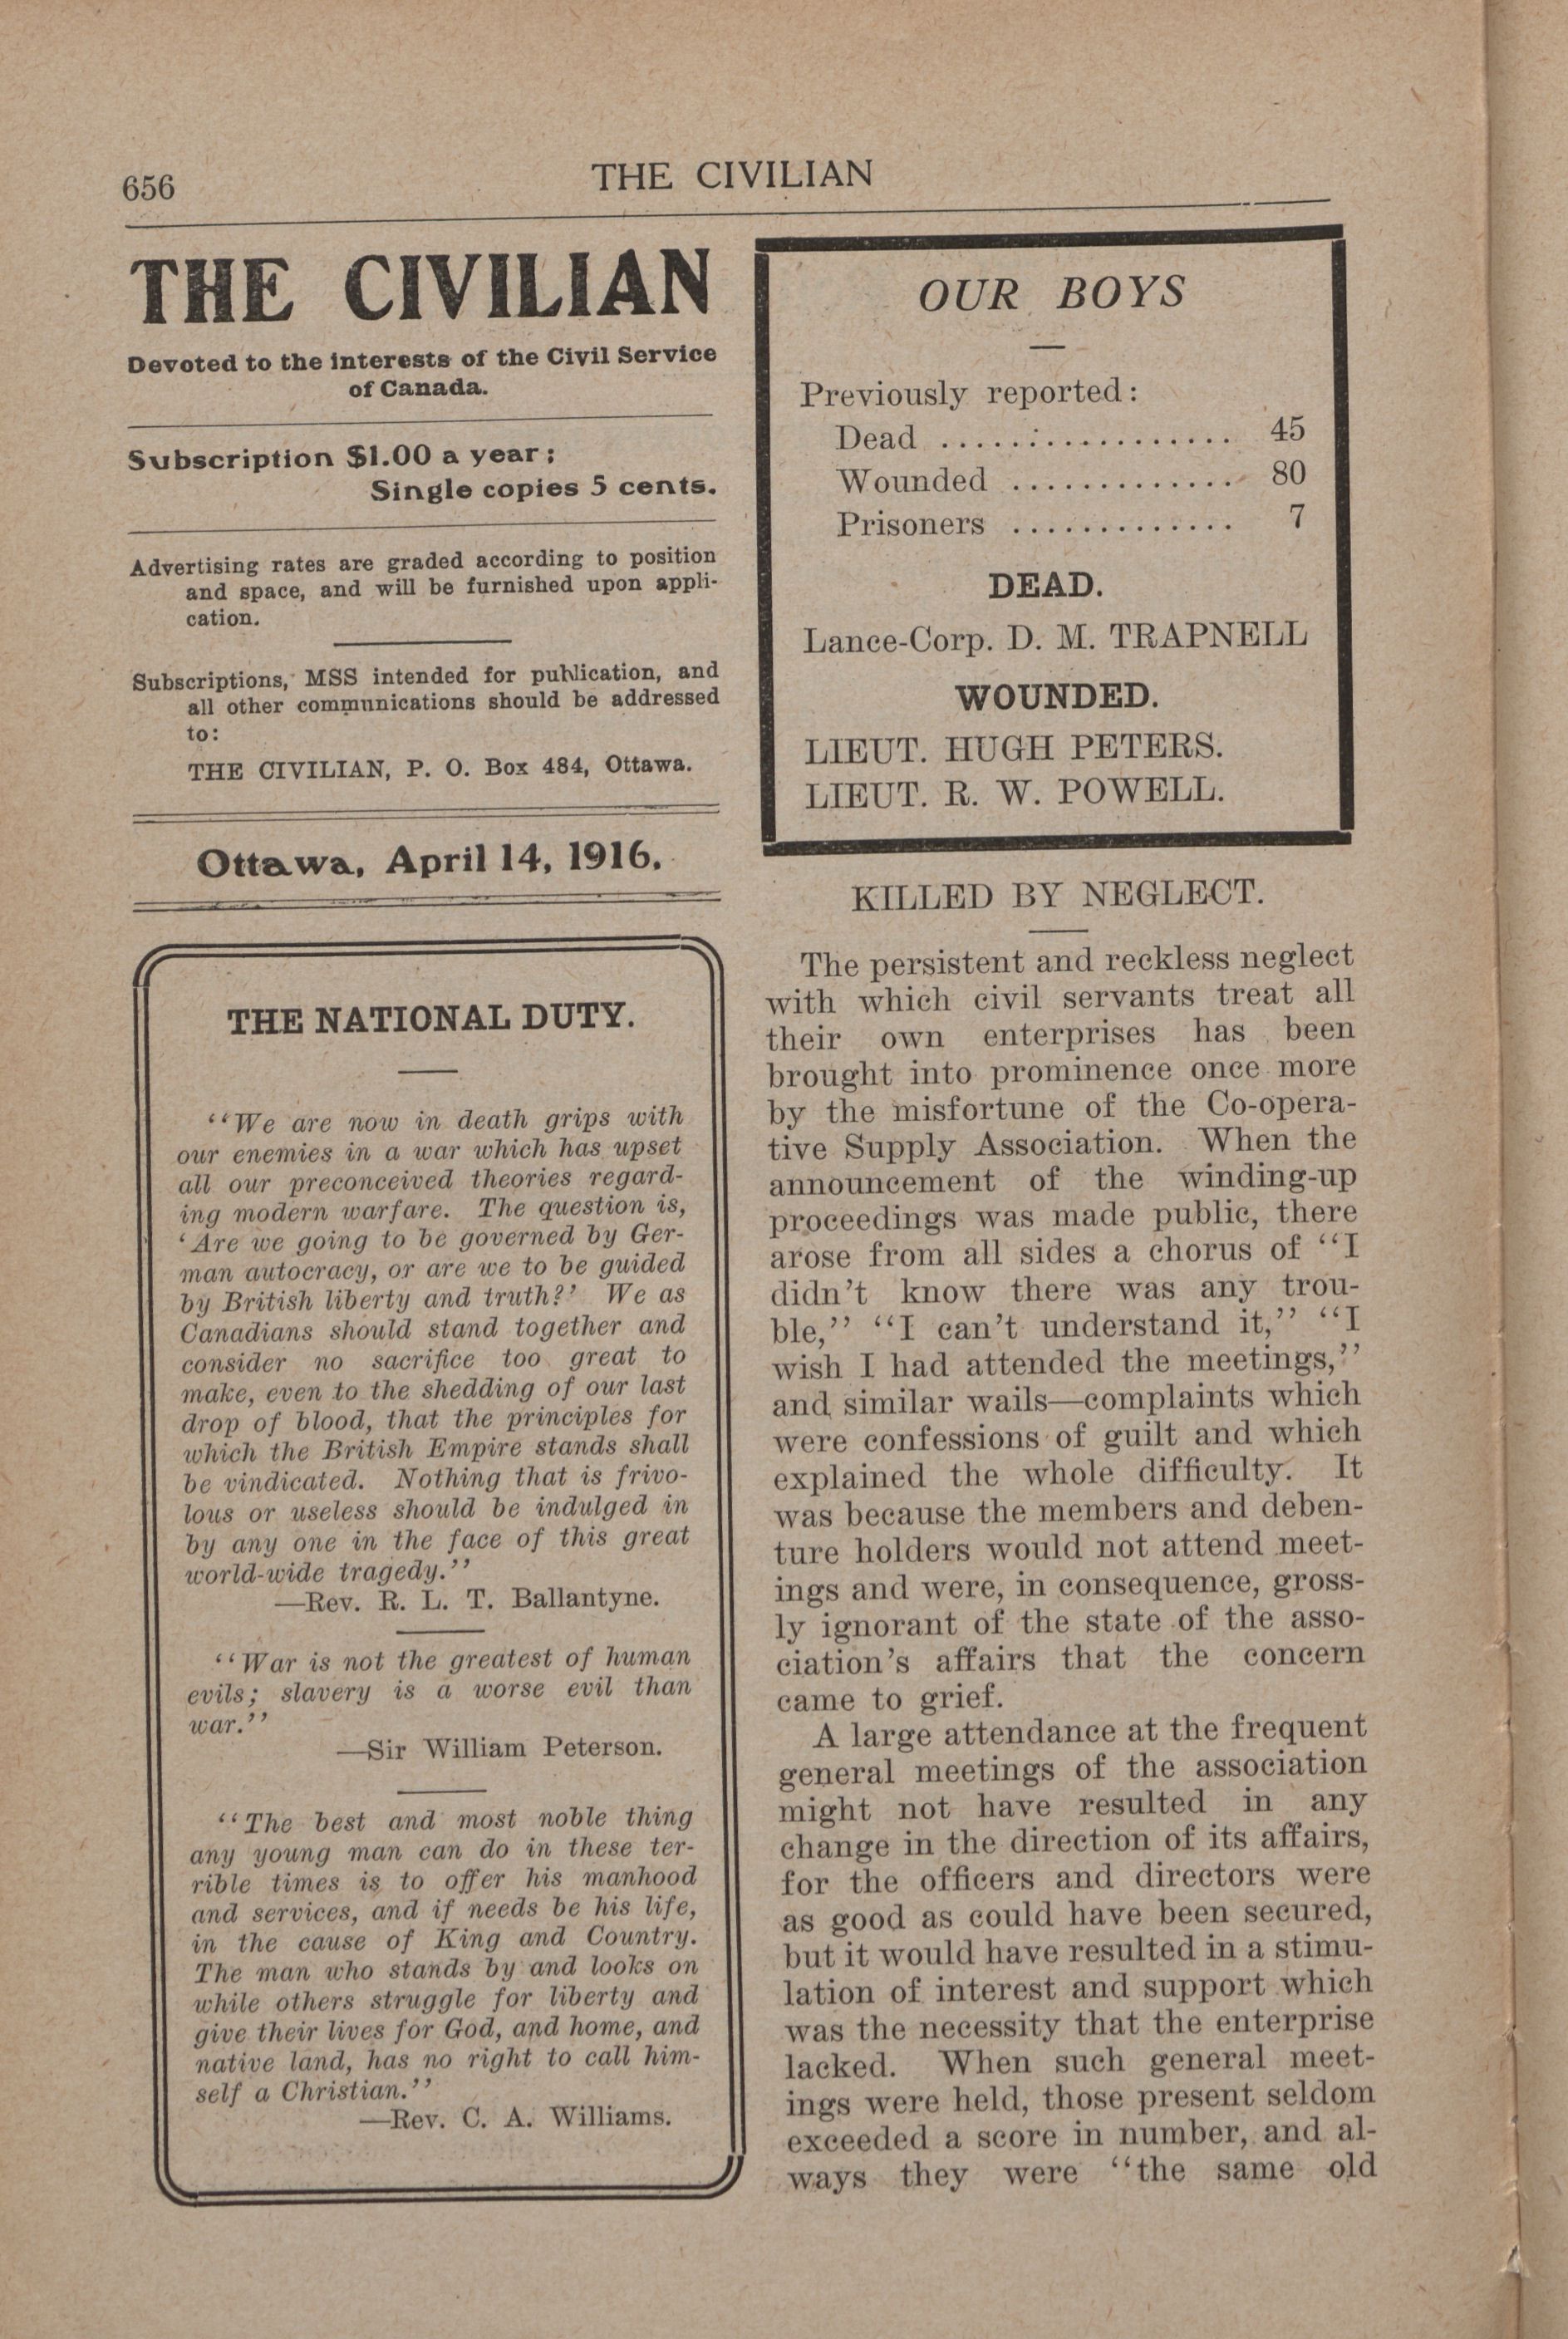 656
THE CIVILIAN
THE CIVILIAN
Devoted to the interests of the Civil Service
of Canada.
Subscription $1.00 a year;
Single copies 5 cents.
Advertising rates are graded according to position
and space, and will be furnished upon appli-
cation.
Subscriptions, MSS intended for publication, and
all other communications should be addressed
to:
THE CIVILIAN, P. O. Box 484, Ottawa.
Ottawa, April 14, 1916.
THE NATIONAL DUTY.
“We are now in death grips with
our enemies in a war which has upset
all our preconceived theories regard-
ing modern warfare. The question is,
‘Are we going to be governed by Ger-
man autocracy, or are we to be guided
by British liberty and truth?’ We as
Canadians should stand together and
consider no sacrifice too great to
make, even to the shedding of our last
drop of blood, that the principles for
which the British Empire stands shall
be vindicated. Nothing that is frivo-
lous or useless should be indulged in
by any one in the face of this great
world-wide tragedy.”
—Rev. R. L. T. Ballantyne.
“War is not the greatest of human
evils; slavery is a worse evil than
war.”
—Sir William Peterson.
“The best and most noble thing
any young man can do in these ter-
rible times is to offer his manhood
and services, and if needs be his life,
in the cause of King and Country.
The man who stands by and looks on
while others struggle for liberty and
give their lives for God, and home, and
native land, has no right to call him-
self a Christian.”
—Rev. C. A. Williams.
OUR BOYS
Previously reported:
Dead .................... 45
Wounded ............. 80
Prisoners ............. 7
DEAD.
Lance-Corp. D. M. TRAPNELL
WOUNDED.
LIEUT. HUGH PETERS.
LIEUT. R. W. POWELL.
KILLED BY NEGLECT.
The persistent and reckless neglect
with which civil servants treat all
their own enterprises has been
brought into prominence once more
by the misfortune of the Co-opera-
tive Supply Association. When the
announcement of the winding-up
proceedings was made public, there
arose from all sides a chorus of “I
didn’t know there was any trou-
ble,” “I can’t understand it,” “I
wish I had attended the meetings,”
and similar wails—complaints which
were confessions of guilt and which
explained the whole difficulty. It
was because the members and deben-
ture holders would not attend meet-
ings and were, in consequence, gross-
ly ignorant of the state of the asso-
ciation’s affairs that the concern
came to grief.
A large attendance at the frequent
general meetings of the association
might not have resulted in any
change in the direction of its affairs,
for the officers and directors were
as good as could have been secured,
but it would have resulted in a stimu-
lation of interest and support which
was the necessity that the enterprise
lacked. When such general meet-
ings were held, those present seldom
exceeded a score in number, and al-
ways they were “the same old